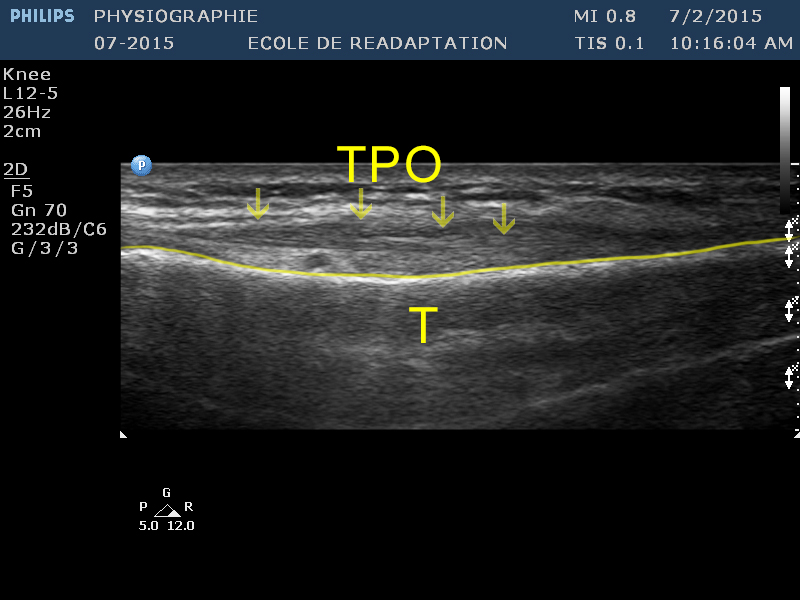 PHILIPS PHYSIOGRAPHIE MI 0.8 7/2/2015
07-2015 ECOLE DE READAPTATION TIS 0.1 10:16:04 AM
Knee
L12-5
26Hz
2cm
2D
F5
Gn 70
232dB/C6
G/3/3
P
TPO
T
G
P R
5.0 12.0